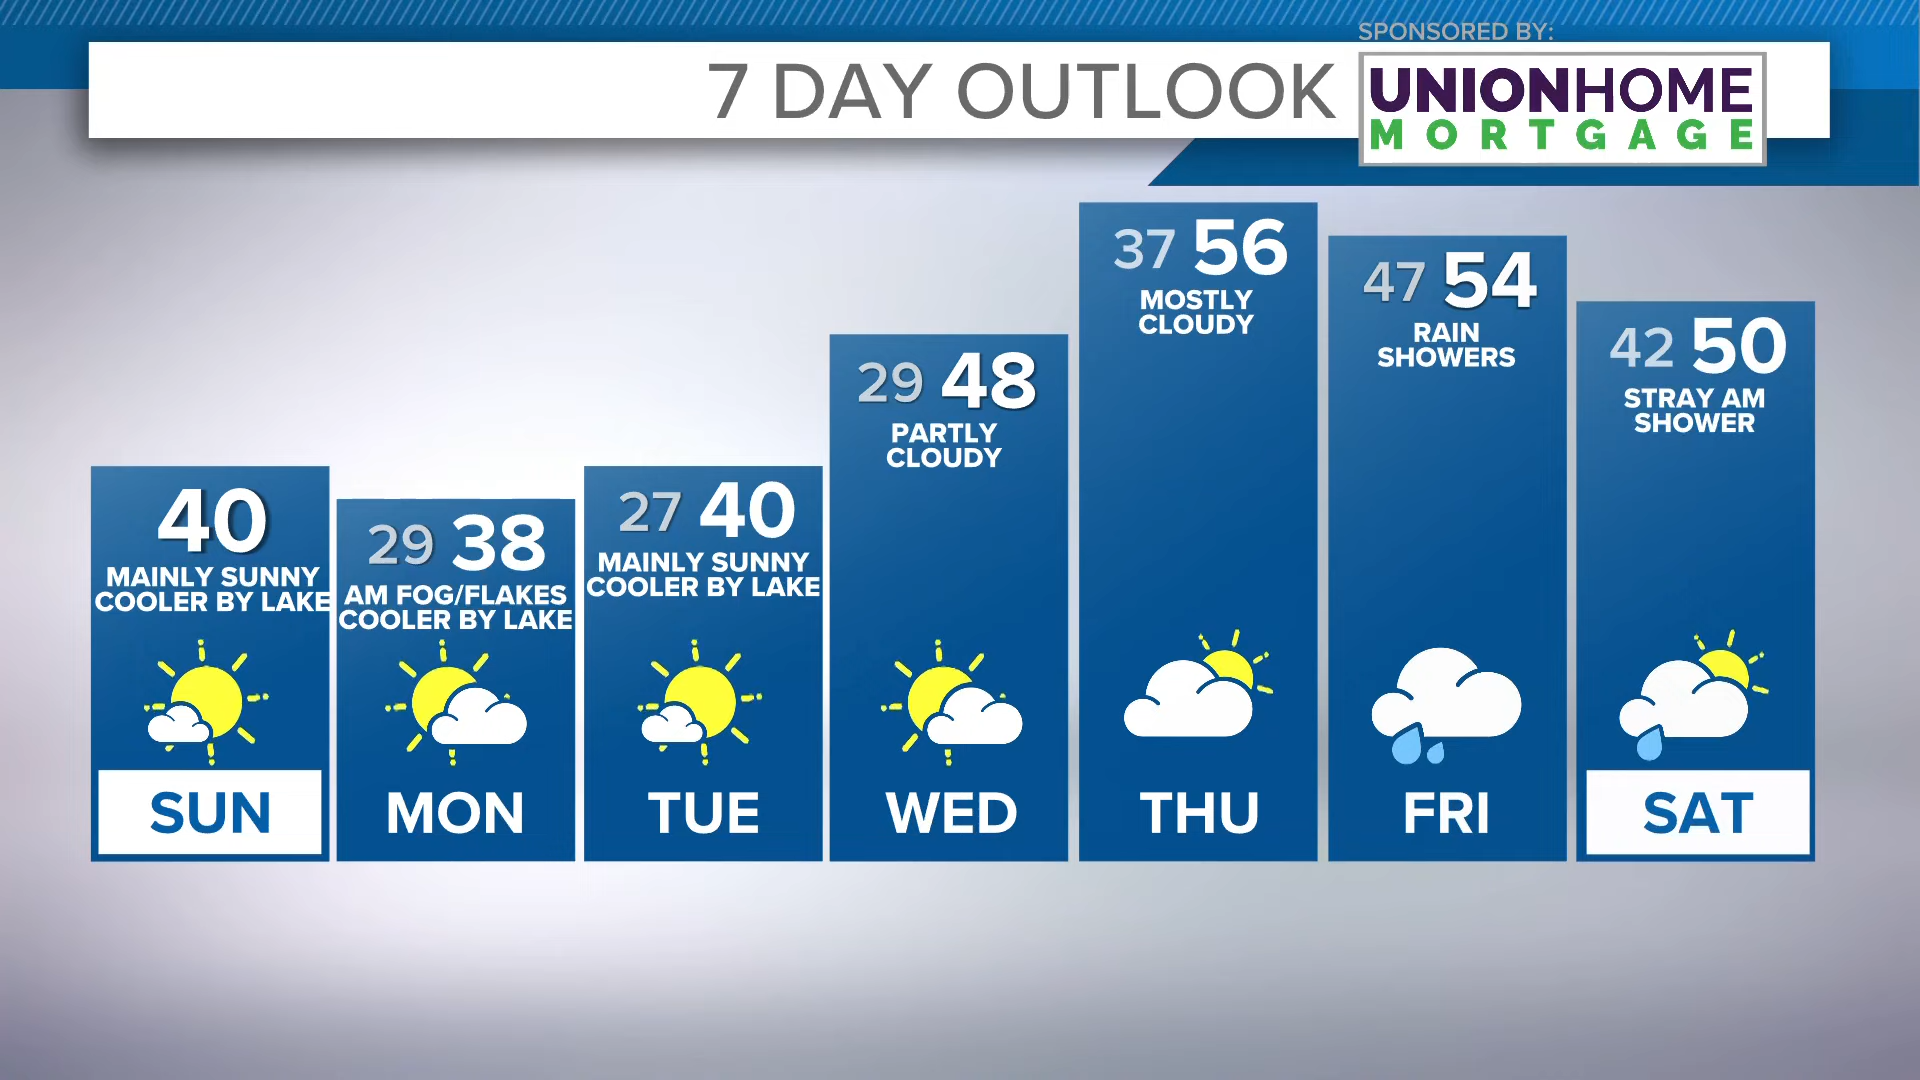 SPONSORED BY:
7 DAY OUTLOOK
UNIONHOME
MORTGAGE
40
MAINLY SUNNY
COOLER BY LAKE
SUN
29 38
AM FOG/FLAKES
COOLER BY LAKE
MON
27 40
MAINLY SUNNY
COOLER BY LAKE
TUE
29 48
PARTLY
CLOUDY
WED
37 56
MOSTLY
CLOUDY
THU
47 54
RAIN
SHOWERS
FRI
42 50
STRAY AM
SHOWER
SAT